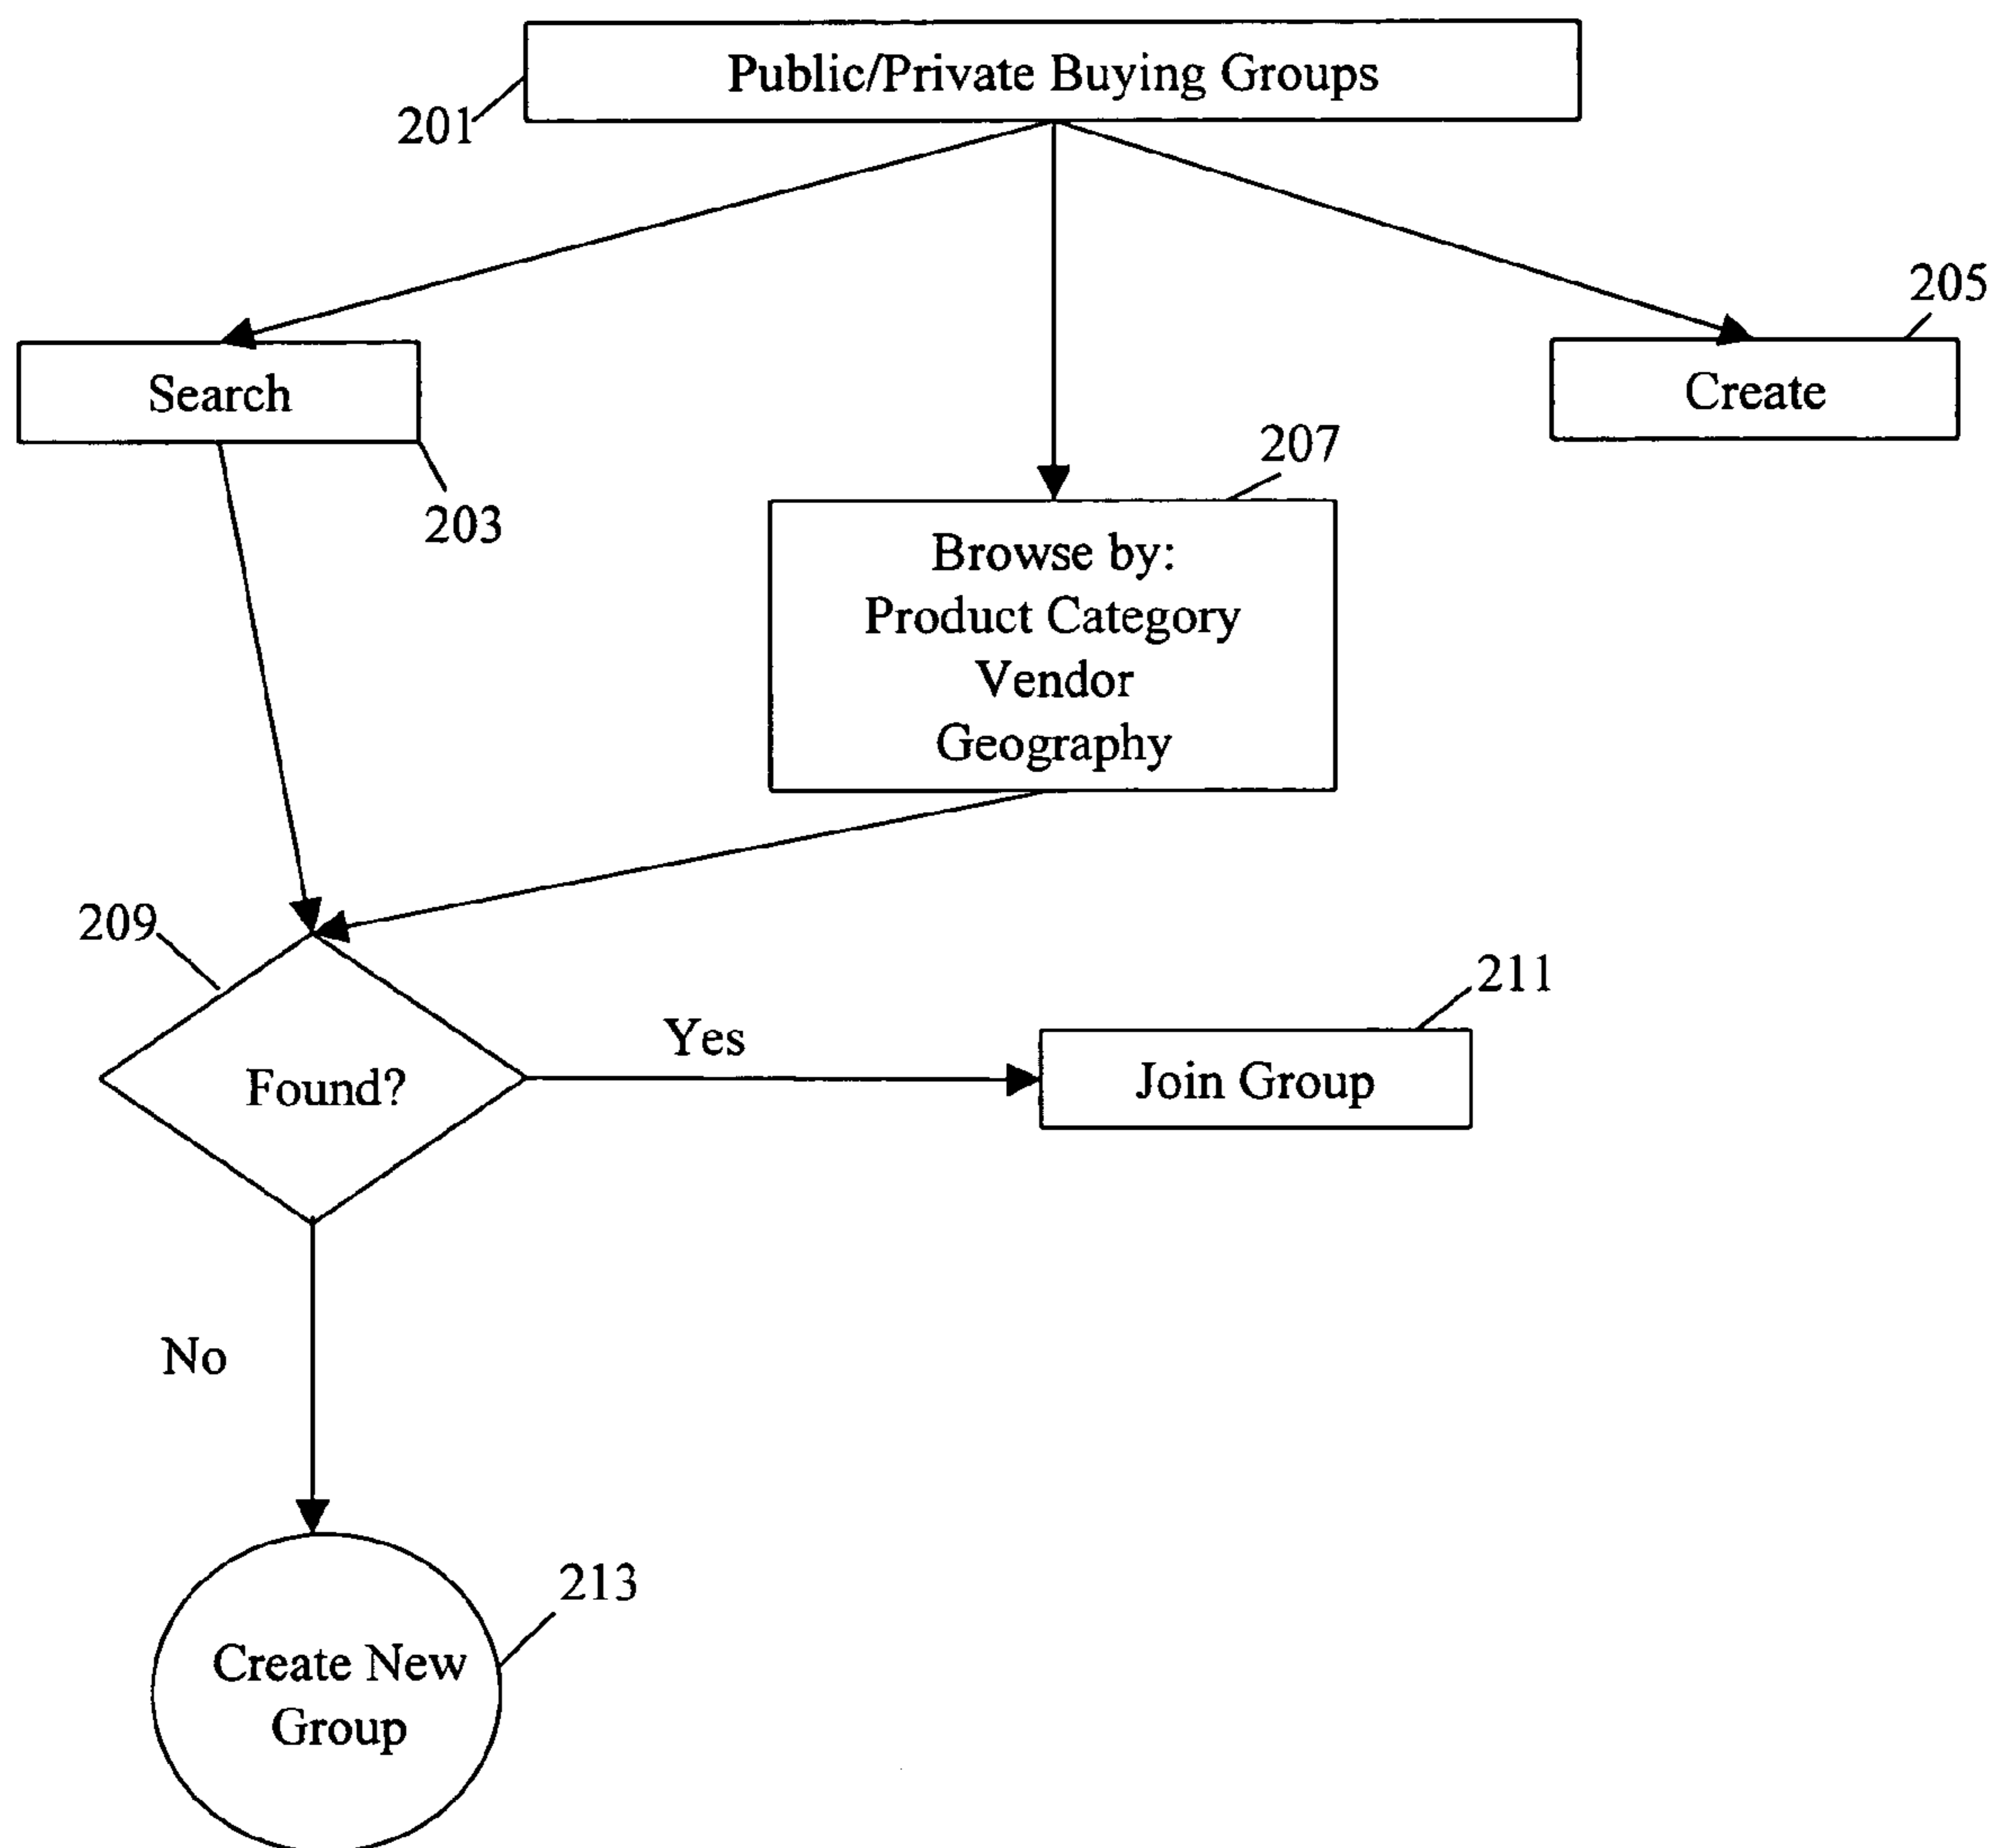 Public/Private Buying Groups
201
205
Search
Create
207
203
Browse by:
Product Category
Vendor
Geography
209
211
Yes
Found?
Join Group
No
213
Create New
Group